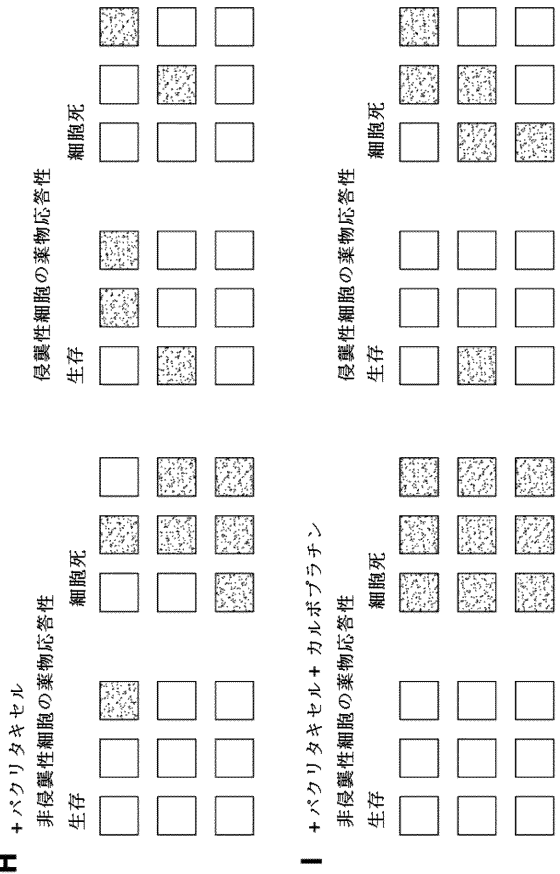 H
+パクリタキセル
非侵襲性細胞の薬物応答性
生存
細胞死
侵襲性細胞の薬物応答性
生存
細胞死
I
+パクリタキセル+カルボプラチン
非侵襲性細胞の薬物応答性
生存
細胞死
侵襲性細胞の薬物応答性
生存
細胞死